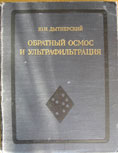 Ю.И. ДЫТНЕРСКИЙ
ОБРАТНЫЙ ОСМОС
И УЛЬТРАФИЛЬТРАЦИЯ